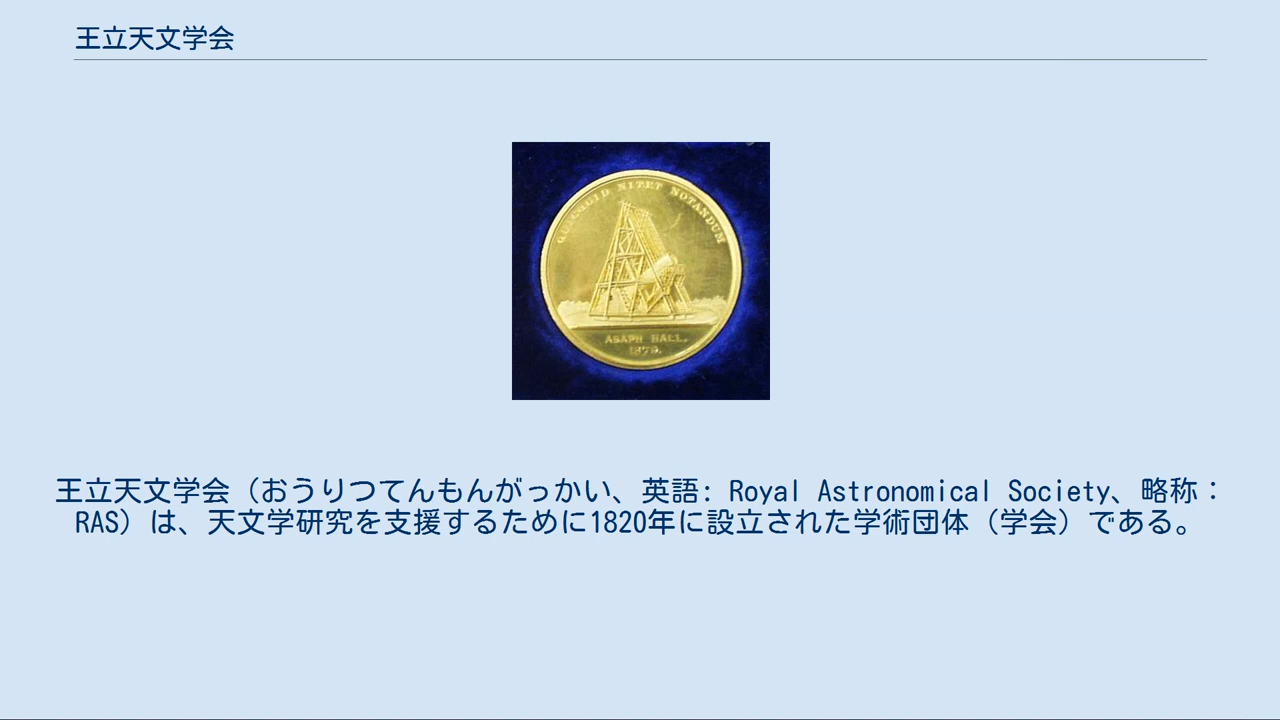 王立天文学会
QUICQUID NITET NOTANDUM
ASAPH HALL.
1879.
王立天文学会（おうりつてんもんがっかい、英語: Royal Astronomical Society、略称：
RAS）は、天文学研究を支援するために1820年に設立された学術団体（学会）である。